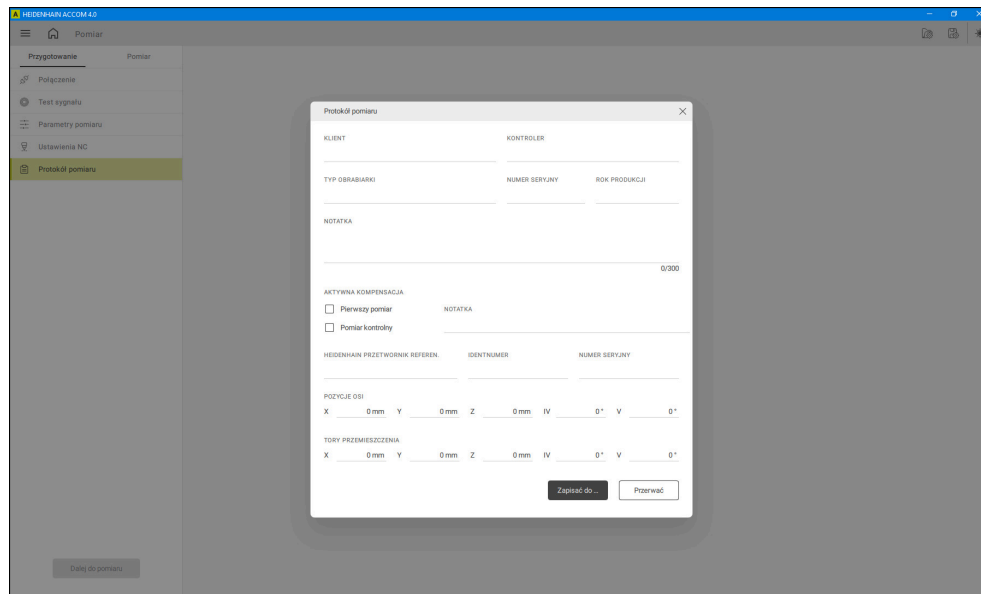 HEIDENHAIN ACCOM 4.0
Pomiar
Przygotowanie Pomiar
Połączenie
Test sygnału
Parametry pomiaru
Ustawienia NC
Protokół pomiaru
Dalej do pomiaru
Protokół pomiaru
KLIENT KONTROLER
TYP OBRABIARKI NUMER SERYJNY ROK PRODUKCJI
NOTATKA
0/300
AKTYWNA KOMPENSACJA
Pierwszy pomiar NOTATKA
Pomiar kontrolny
HEIDENHAIN PRZETWORNIK REFEREN. IDENTNUMER NUMER SERYJNY
POZYCJE OSI
X 0 mm Y 0 mm Z 0 mm IV 0 ° V 0 °
TORY PRZEMIESZCZENIA
X 0 mm Y 0 mm Z 0 mm IV 0 ° V 0 °
Zapisać do ... Przerwać